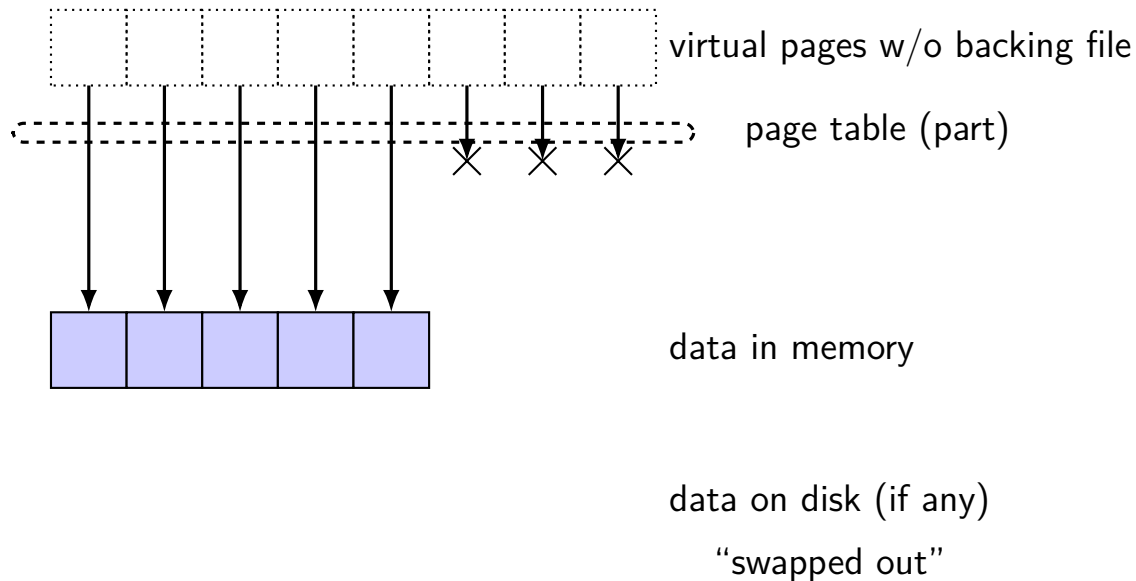 virtual pages w/o backing file
page table (part)
data in memory
data on disk (if any)
“swapped out”